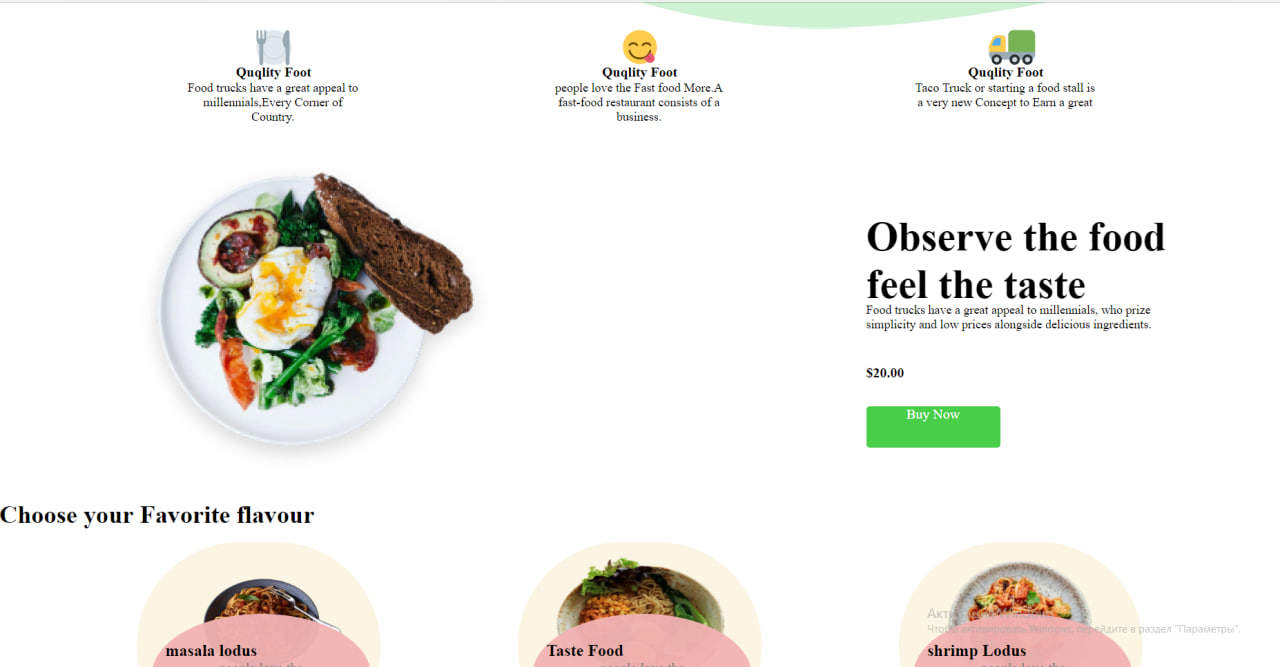 Quqlity Foot
Food trucks have a great appeal to
millennials,Every Corner of
Country.
Quqlity Foot
people love the Fast food More.A
fast-food restaurant consists of a
business.
Quqlity Foot
Taco Truck or starting a food stall is
a very new Concept to Earn a great
Observe the food
feel the taste
Food trucks have a great appeal to millennials, who prize
simplicity and low prices alongside delicious ingredients.
$20.00
Buy Now
Choose your Favorite flavour
masala lodus
people love the
Taste Food
people love the
shrimp Lodus
people love the
Чтобы активировать Windows, перейдите в раздел "Параметры".